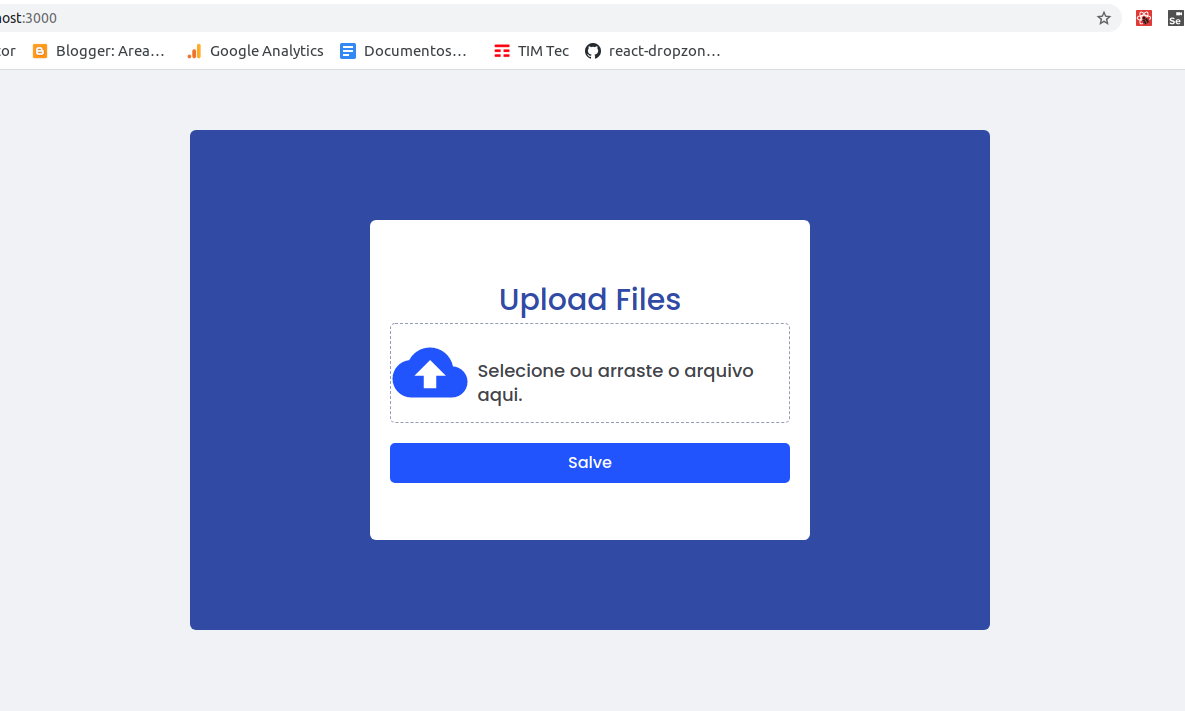 ost:3000
or Blogger: Area… Google Analytics Documentos… TIM Tec react-dropzon…
Se
Upload Files
Selecione ou arraste o arquivo
aqui.
Salve